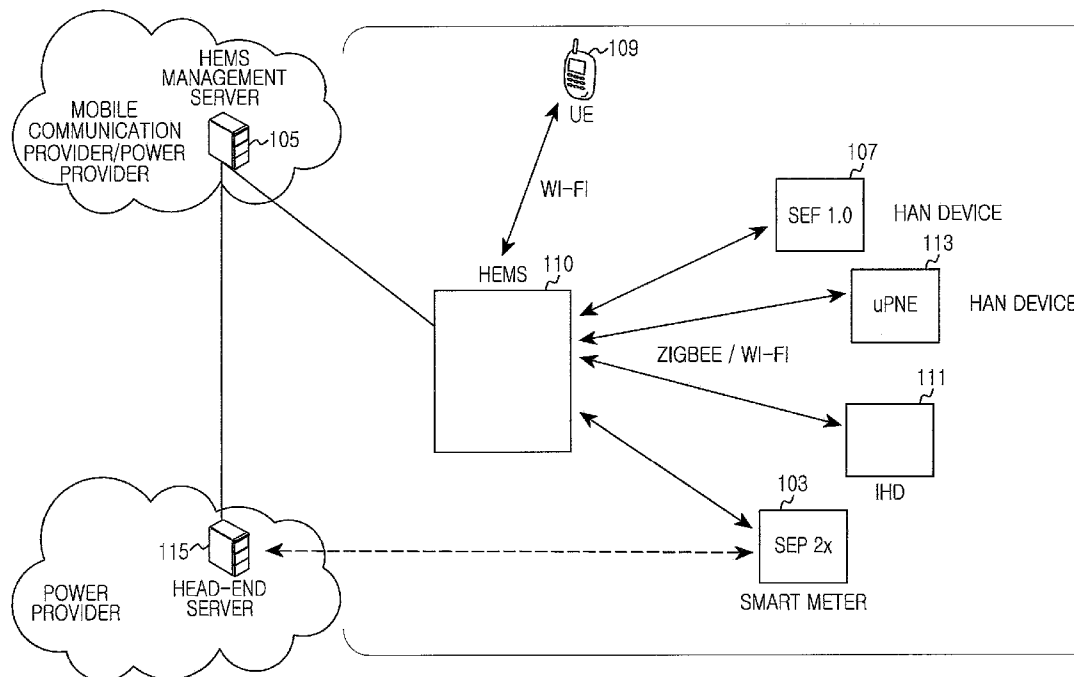 HEMS
MANAGEMENT
SERVER
MOBILE
COMMUNICATION
PROVIDER/POWER
PROVIDER
105
109
UE
WI-FI
107
SEF 1.0
HAN DEVICE
113
uPNE
HAN DEVICE
HEMS
110
ZIGBEE / WI-FI
111
IHD
103
SEP 2x
SMART METER
115
HEAD-END
SERVER
POWER
PROVIDER